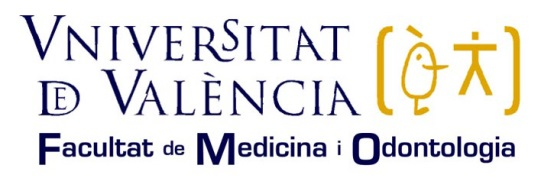 VNIVERSITAT
DE VALÈNCIA
Facultat de Medicina i Odontologia